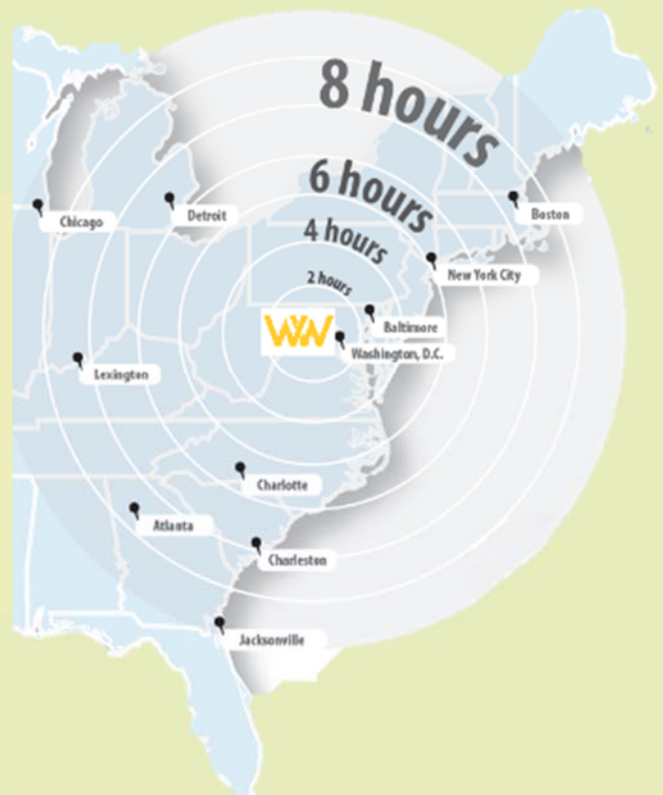 8 hours
6 hours
4 hours
2 hours
Chicago
Detroit
Boston
New York City
Baltimore
Washington, D.C.
Lexington
Charlotte
Atlanta
Charleston
Jacksonville